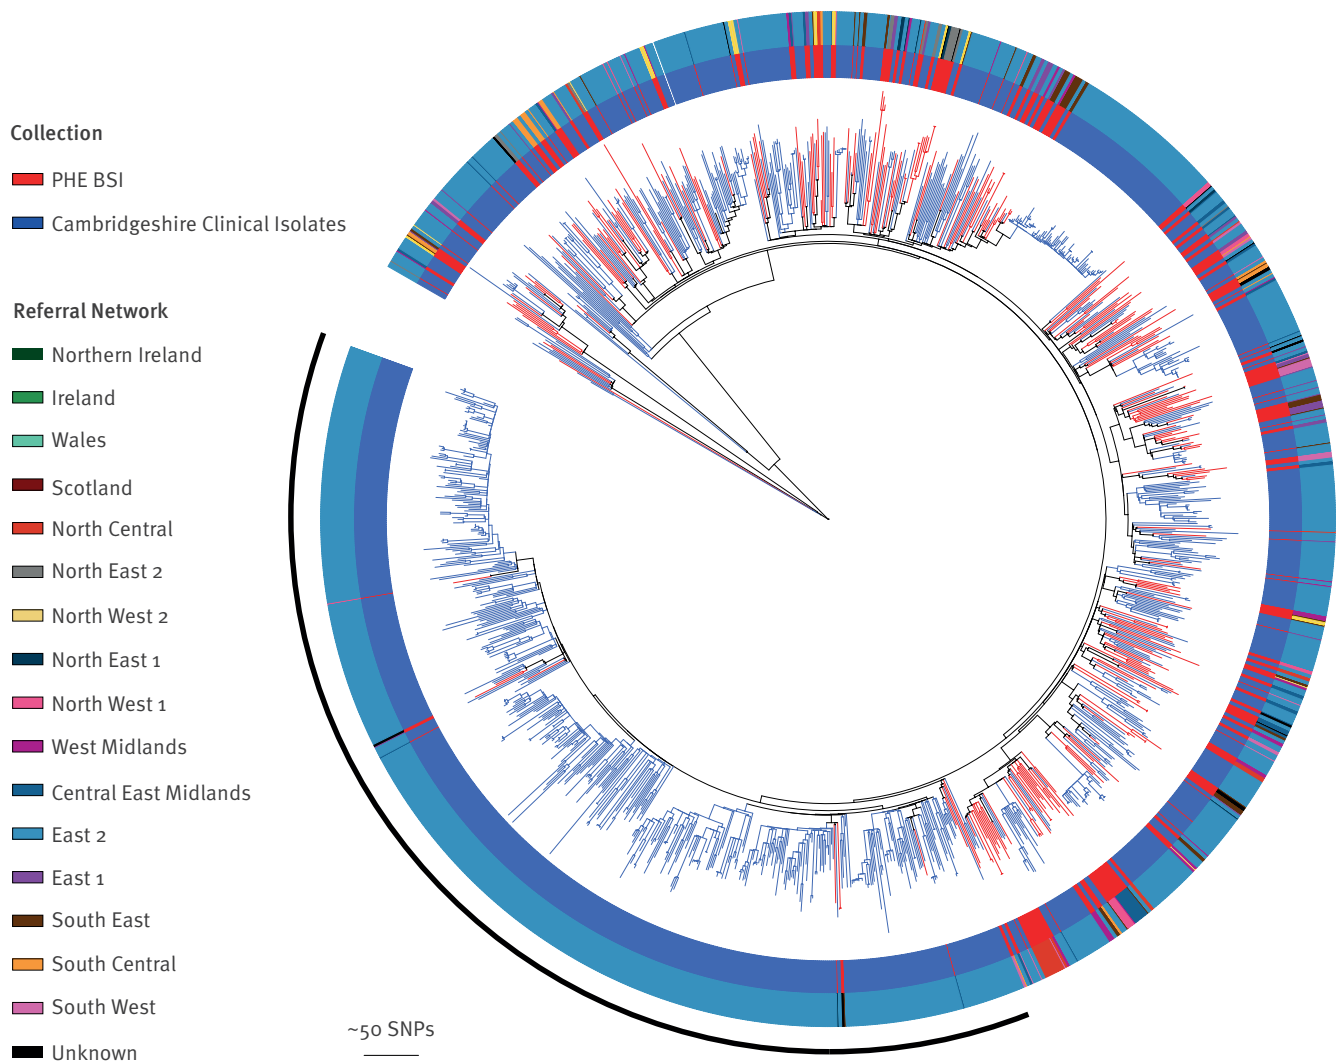 Collection
PHE BSI
Cambridgeshire Clinical Isolates
Referral Network
Northern Ireland
Ireland
Wales
Scotland
North Central
North East 2
North West 2
North East 1
North West 1
West Midlands
Central East Midlands
East 2
East 1
South East
South Central
South West
Unknown
~50 SNPs